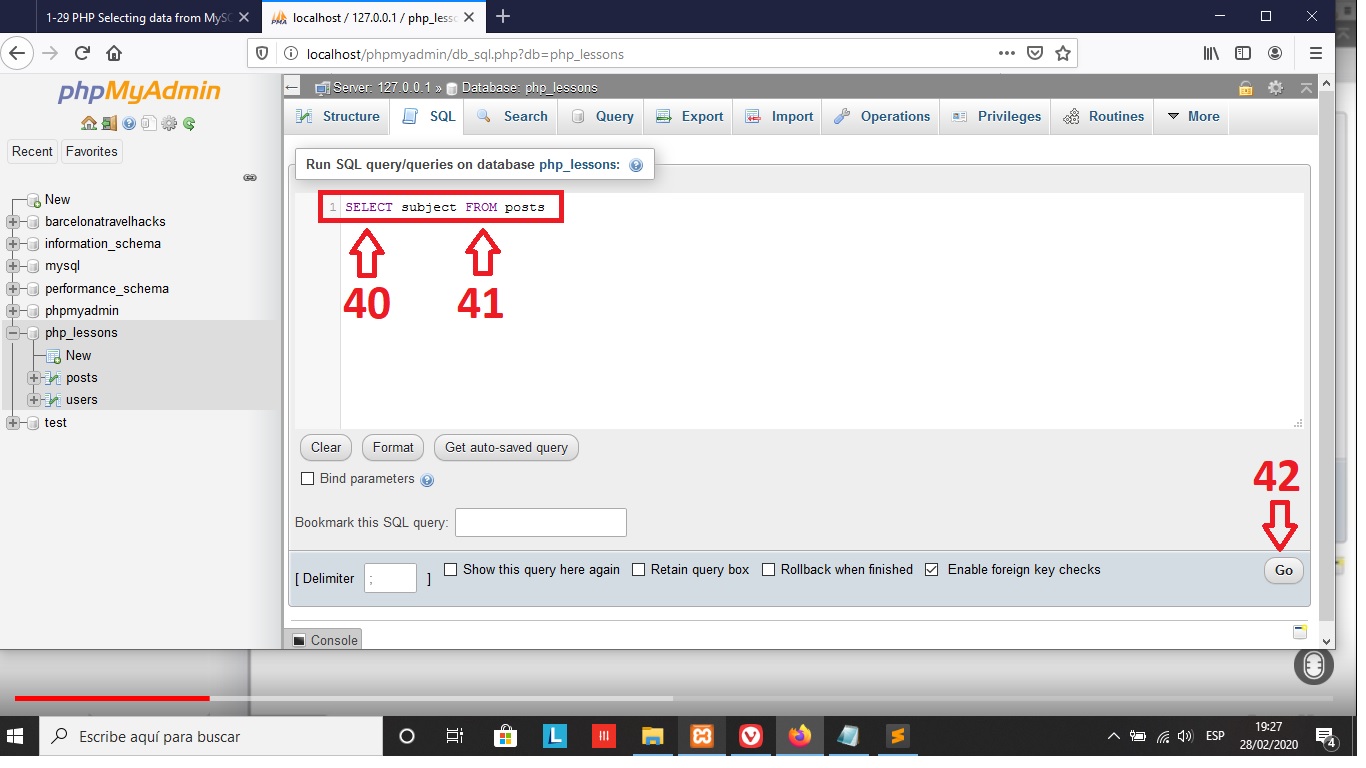 1-29 PHP Selecting data from MySQ
localhost / 127.0.0.1 / php_less
localhost/phpmyadmin/db_sql.php?db=php_lessons
phpMyAdmin
Recent
Favorites
New
barcelonatravelhacks
information_schema
mysql
performance_schema
phpmyadmin
php_lessons
New
posts
users
test
Server: 127.0.0.1 » Database: php_lessons
Structure
SQL
Search
Query
Export
Import
Operations
Privileges
Routines
More
Run SQL query/queries on database php_lessons:
1 SELECT subject FROM posts
40
41
Clear
Format
Get auto-saved query
Bind parameters
Bookmark this SQL query:
42
[ Delimiter ; ]
Show this query here again
Retain query box
Rollback when finished
Enable foreign key checks
Go
Console
Escribe aquí para buscar
ESP
19:27
28/02/2020
4